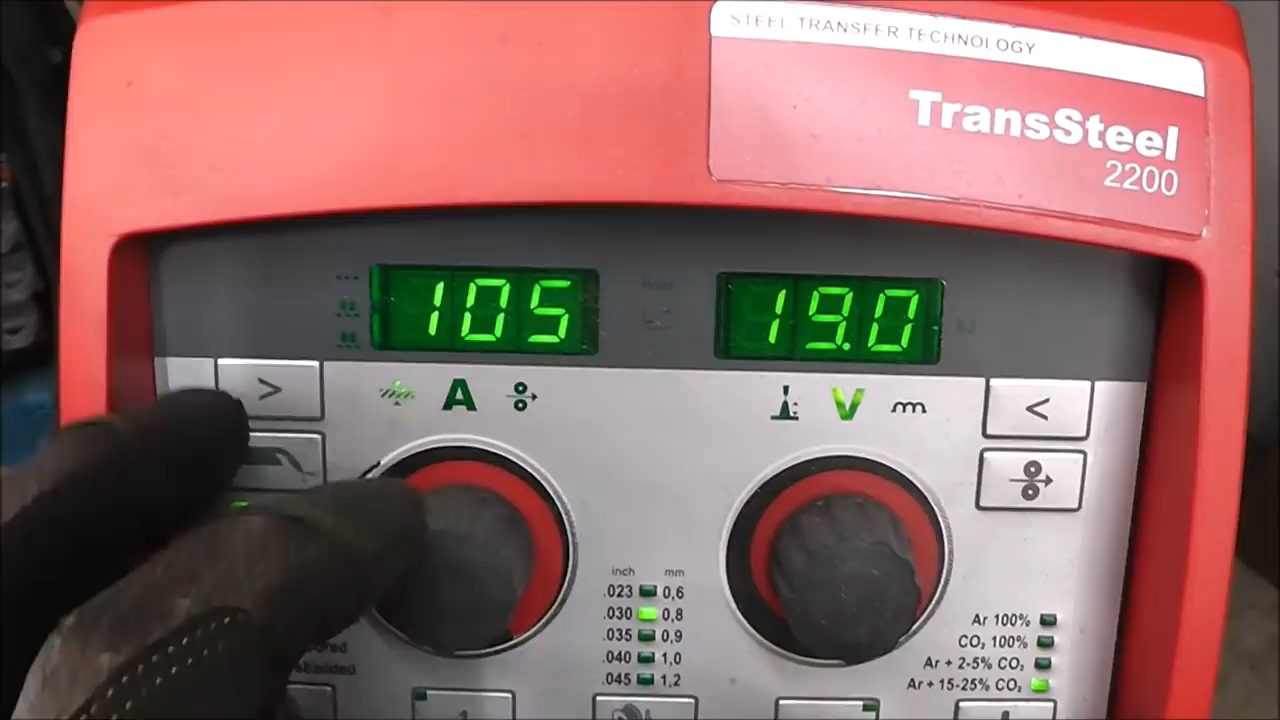 STEEL TRANSFER TECHNOLOGY
TransSteel
2200
105
19.0
>
A
V
<
inch mm
.023 0,6
.030 0,8
.035 0,9
.040 1,0
.045 1,2
Ar 100%
CO₂ 100%
Ar + 2-5% CO₂
Ar + 15-25% CO₂